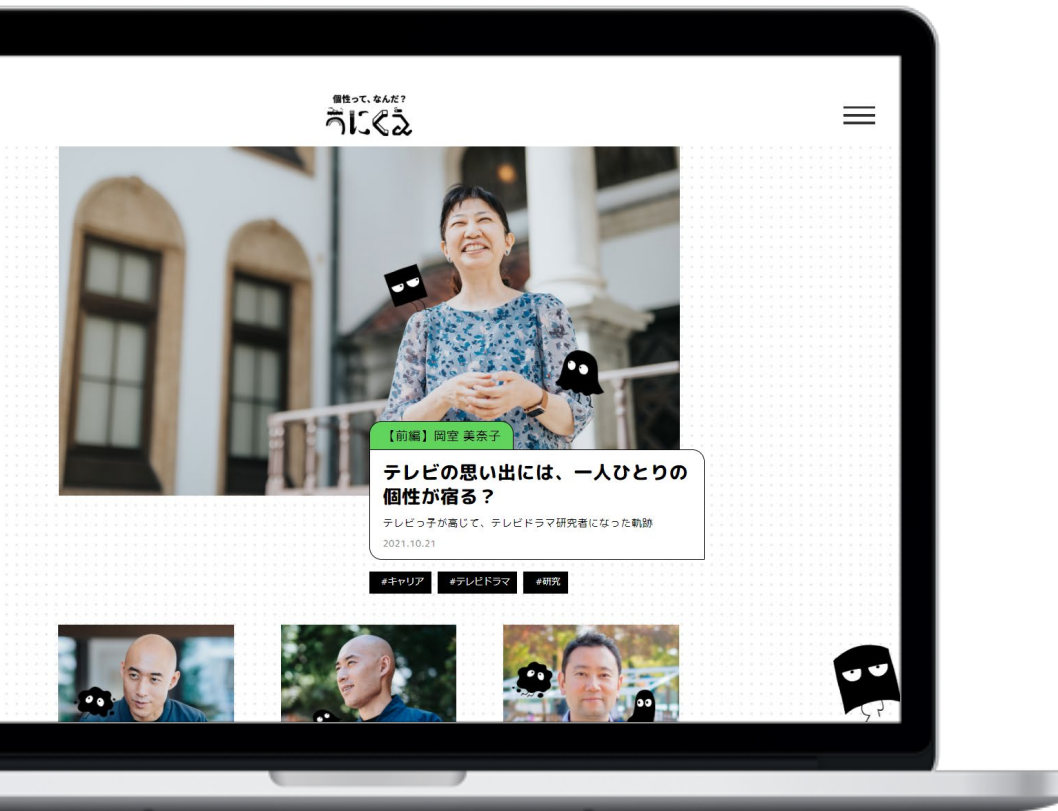 個性って、なんだ？
うにくえ
【前編】岡室 美奈子
テレビの思い出には、一人ひとりの
個性が宿る？
テレビっ子が高じて、テレビドラマ研究者になった軌跡
2021.10.21
#キャリア #テレビドラマ #研究